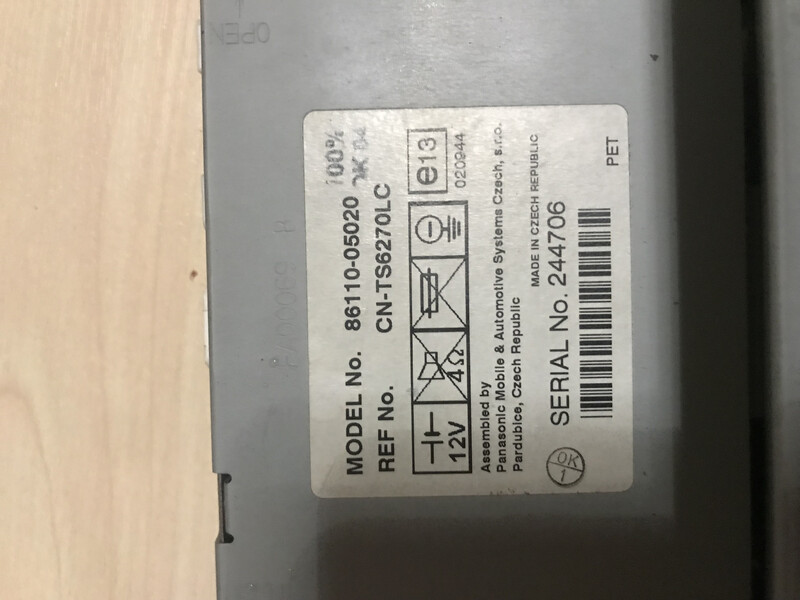 OPEN
MODEL No. 86110-05020
100%
REF No. CN-TS6270LC
OK 04
12V
4Ω
e13
020944
Assembled by
Panasonic Mobile & Automotive Systems Czech, s.r.o.
Pardubice, Czech Republic
MADE IN CZECH REPUBLIC
SERIAL No. 244706
OK
1
PET